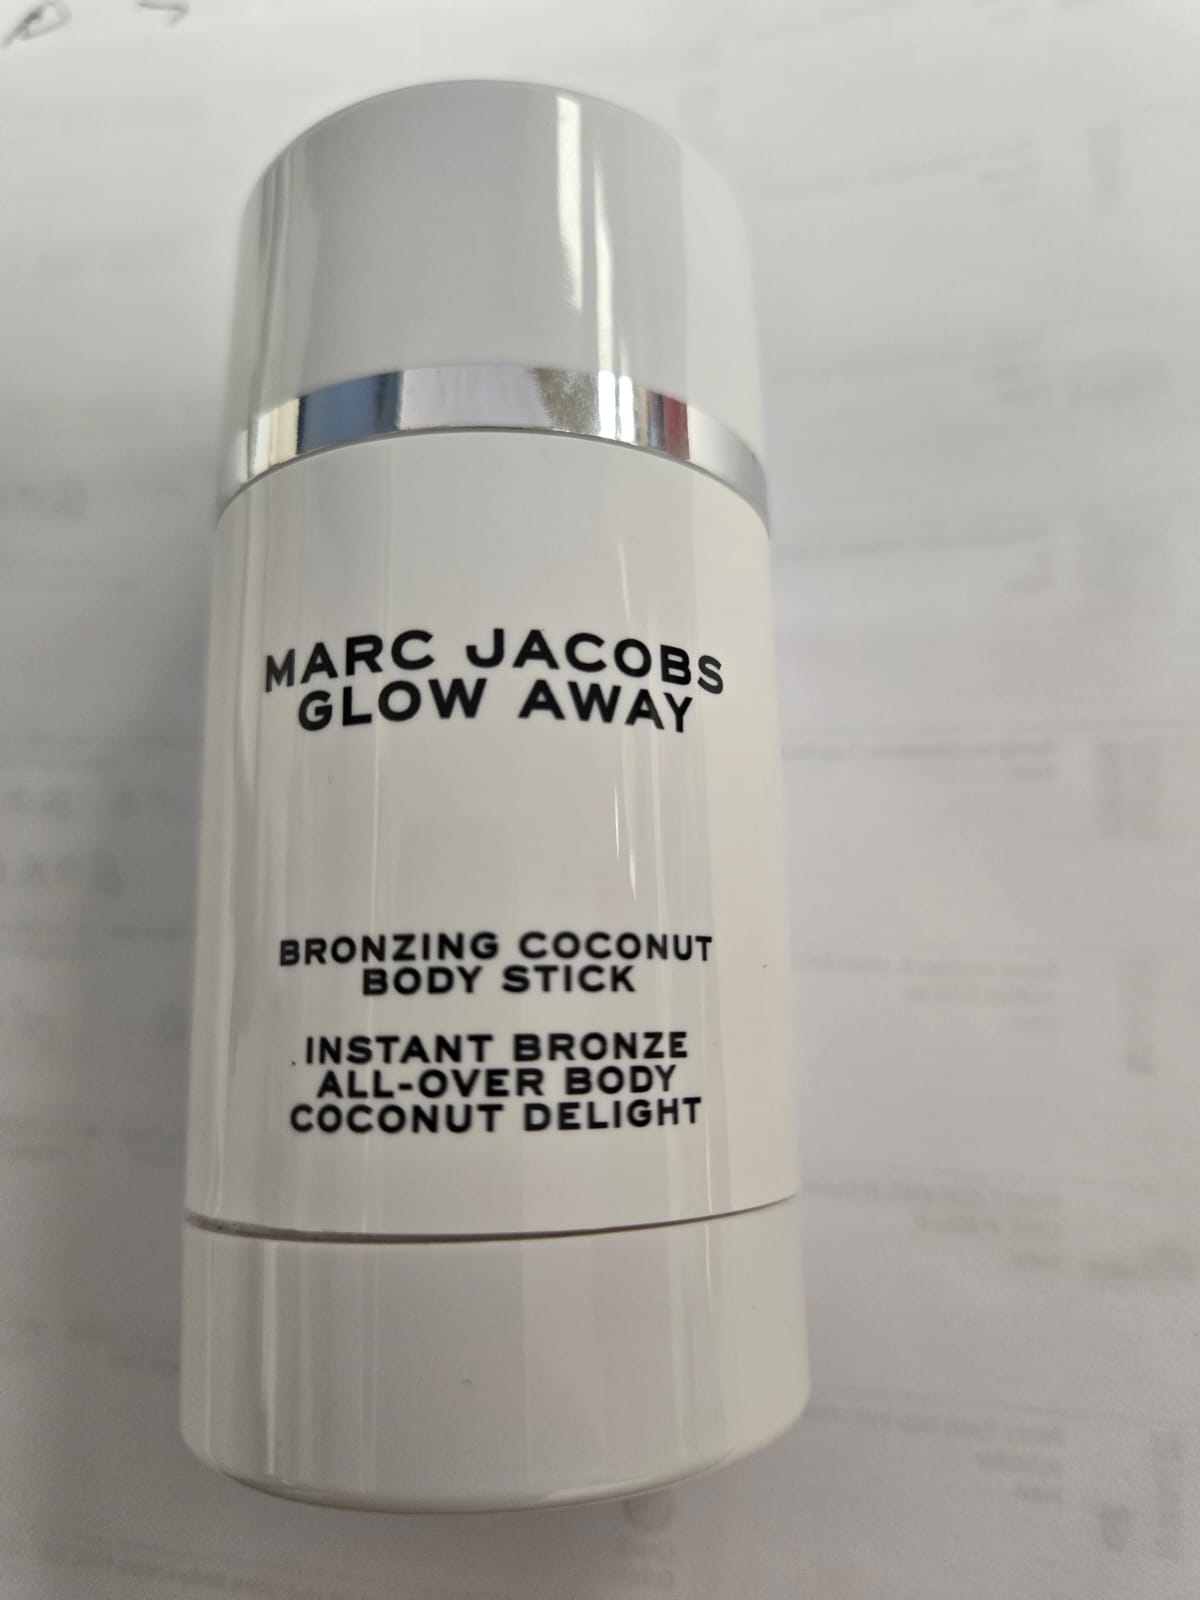 MARC JACOBS
GLOW AWAY
BRONZING COCONUT
BODY STICK
INSTANT BRONZE
ALL-OVER BODY
COCONUT DELIGHT